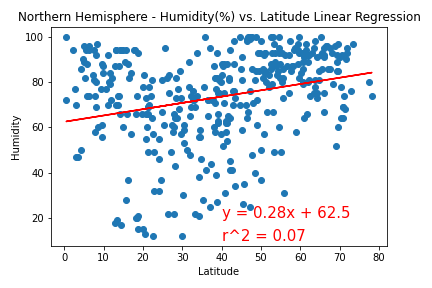 Northern Hemisphere - Humidity(%) vs. Latitude Linear Regression
100
80
60
40
20
Humidity
y = 0.28x + 62.5
r^2 = 0.07
0 10 20 30 40 50 60 70 80
Latitude